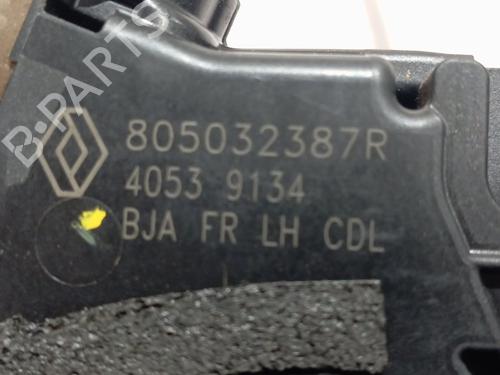 B-PARTS
805032387R
4053 9134
BJA FR LH CDL